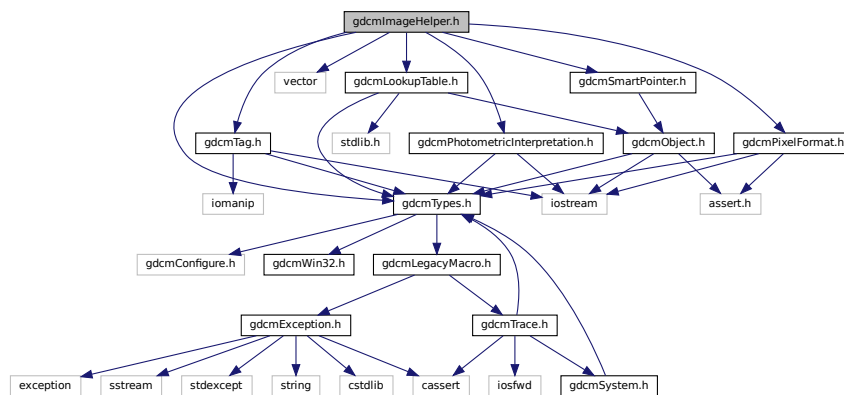 gdcmImageHelper.h
vector
gdcmLookupTable.h
gdcmSmartPointer.h
gdcmTag.h
stdlib.h
gdcmPhotometricInterpretation.h
gdcmObject.h
gdcmPixelFormat.h
iomanip
gdcmTypes.h
iostream
assert.h
gdcmConfigure.h
gdcmWin32.h
gdcmLegacyMacro.h
gdcmException.h
gdcmTrace.h
exception
sstream
stdexcept
string
cstdlib
cassert
iosfwd
gdcmSystem.h